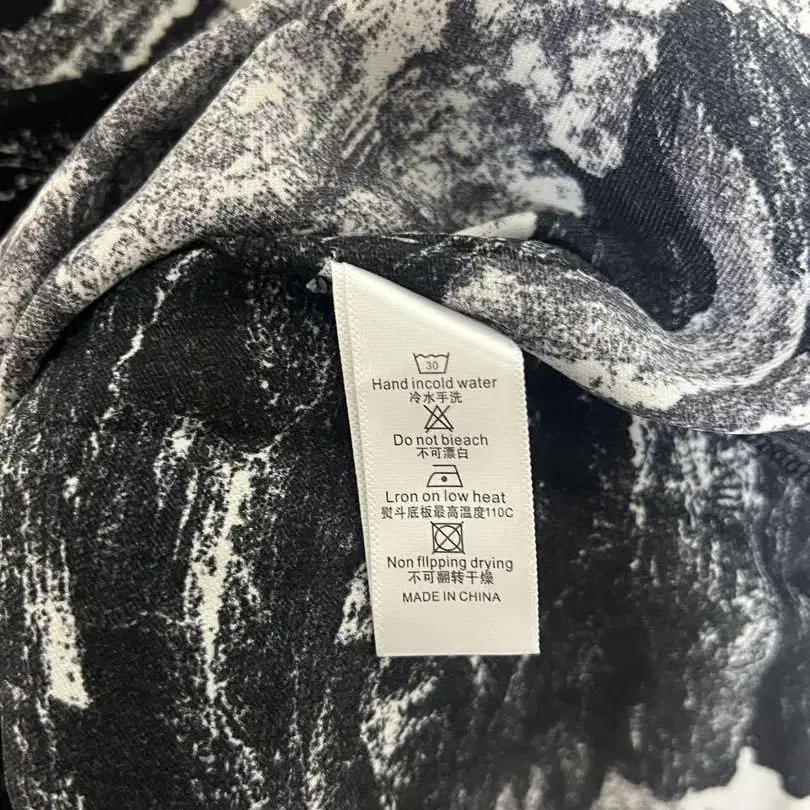 30
Hand incold water
冷水手洗
Do not bieach
不可漂白
Lron on low heat
熨斗底板最高温度110C
Non fllpping drying
不可翻转干燥
MADE IN CHINA